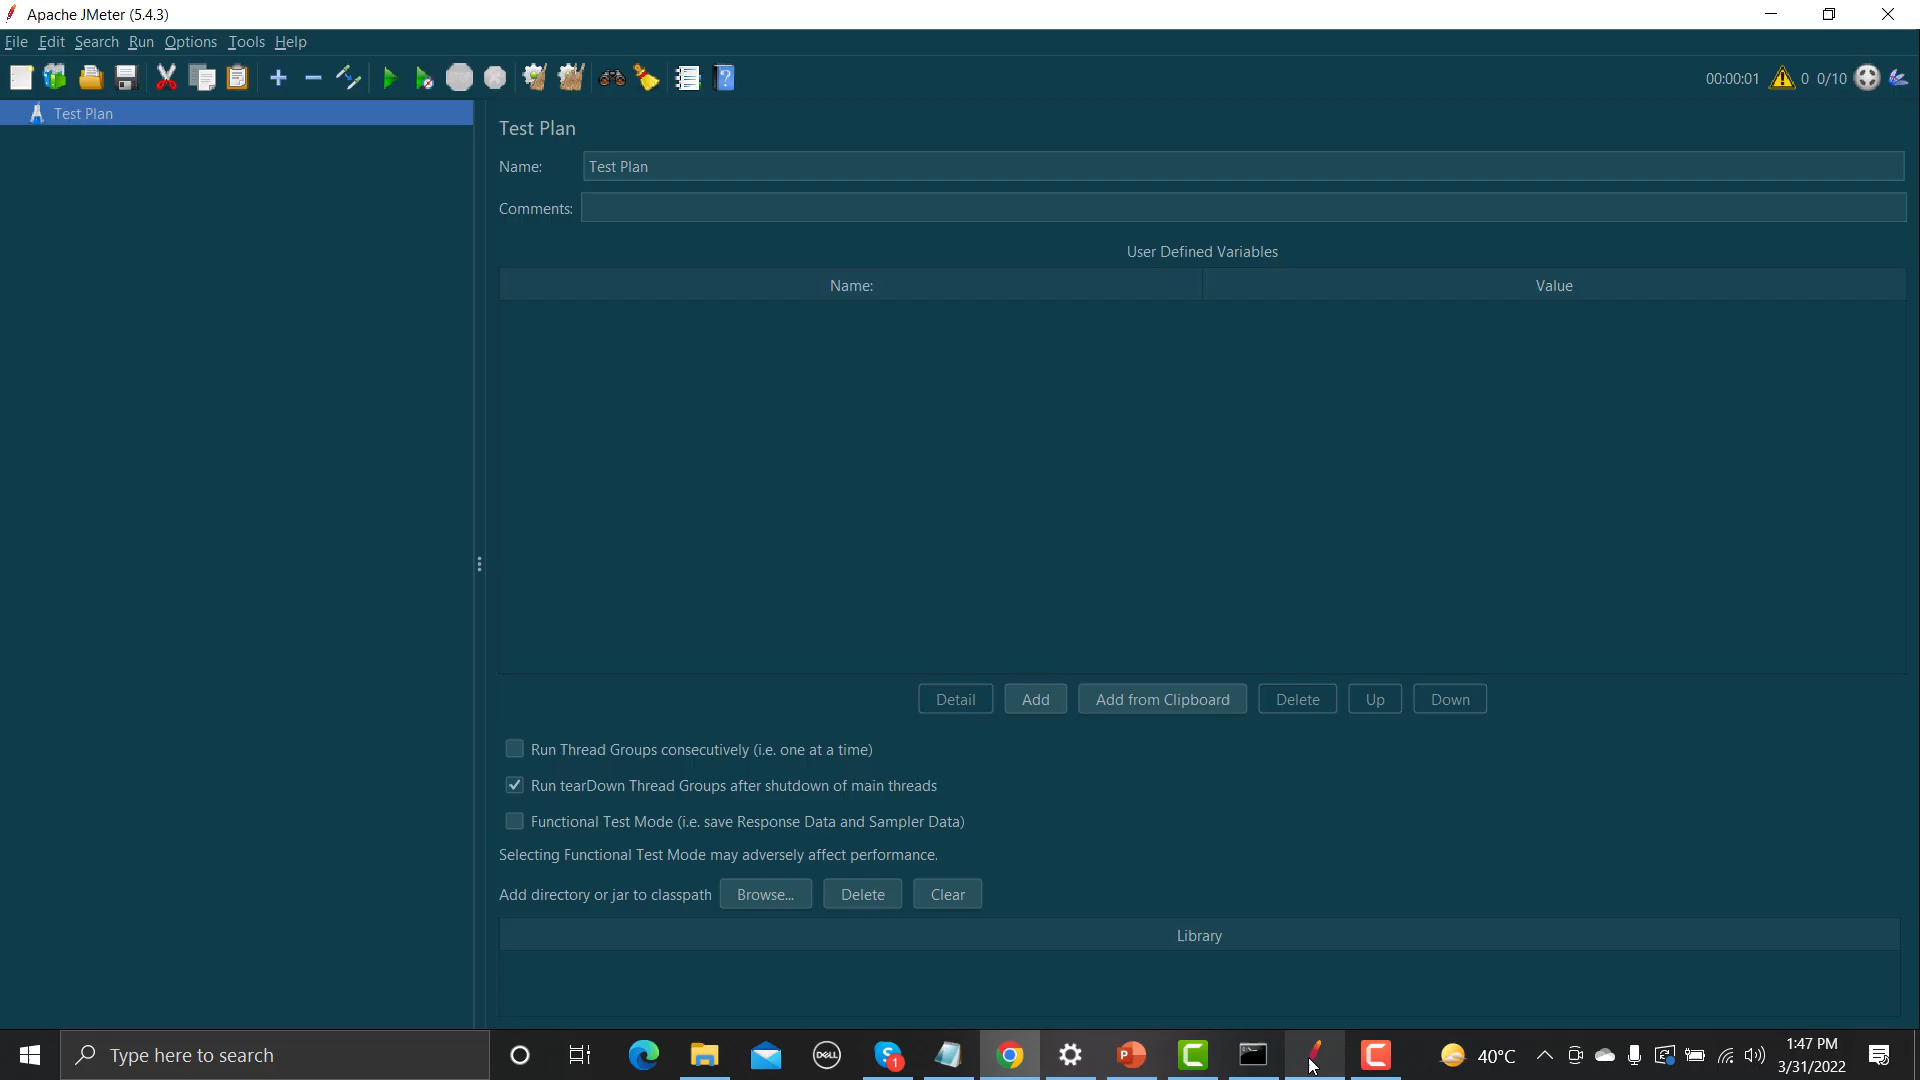 Apache JMeter (5.4.3)
File Edit Search Run Options Tools Help
00:00:01 0 0/10
Test Plan
Test Plan
Name: Test Plan
Comments:
User Defined Variables
Name: Value
Detail Add Add from Clipboard Delete Up Down
Run Thread Groups consecutively (i.e. one at a time)
Run tearDown Thread Groups after shutdown of main threads
Functional Test Mode (i.e. save Response Data and Sampler Data)
Selecting Functional Test Mode may adversely affect performance.
Add directory or jar to classpath Browse... Delete Clear
Library
Type here to search
DELL
1
40°C
1:47 PM
3/31/2022